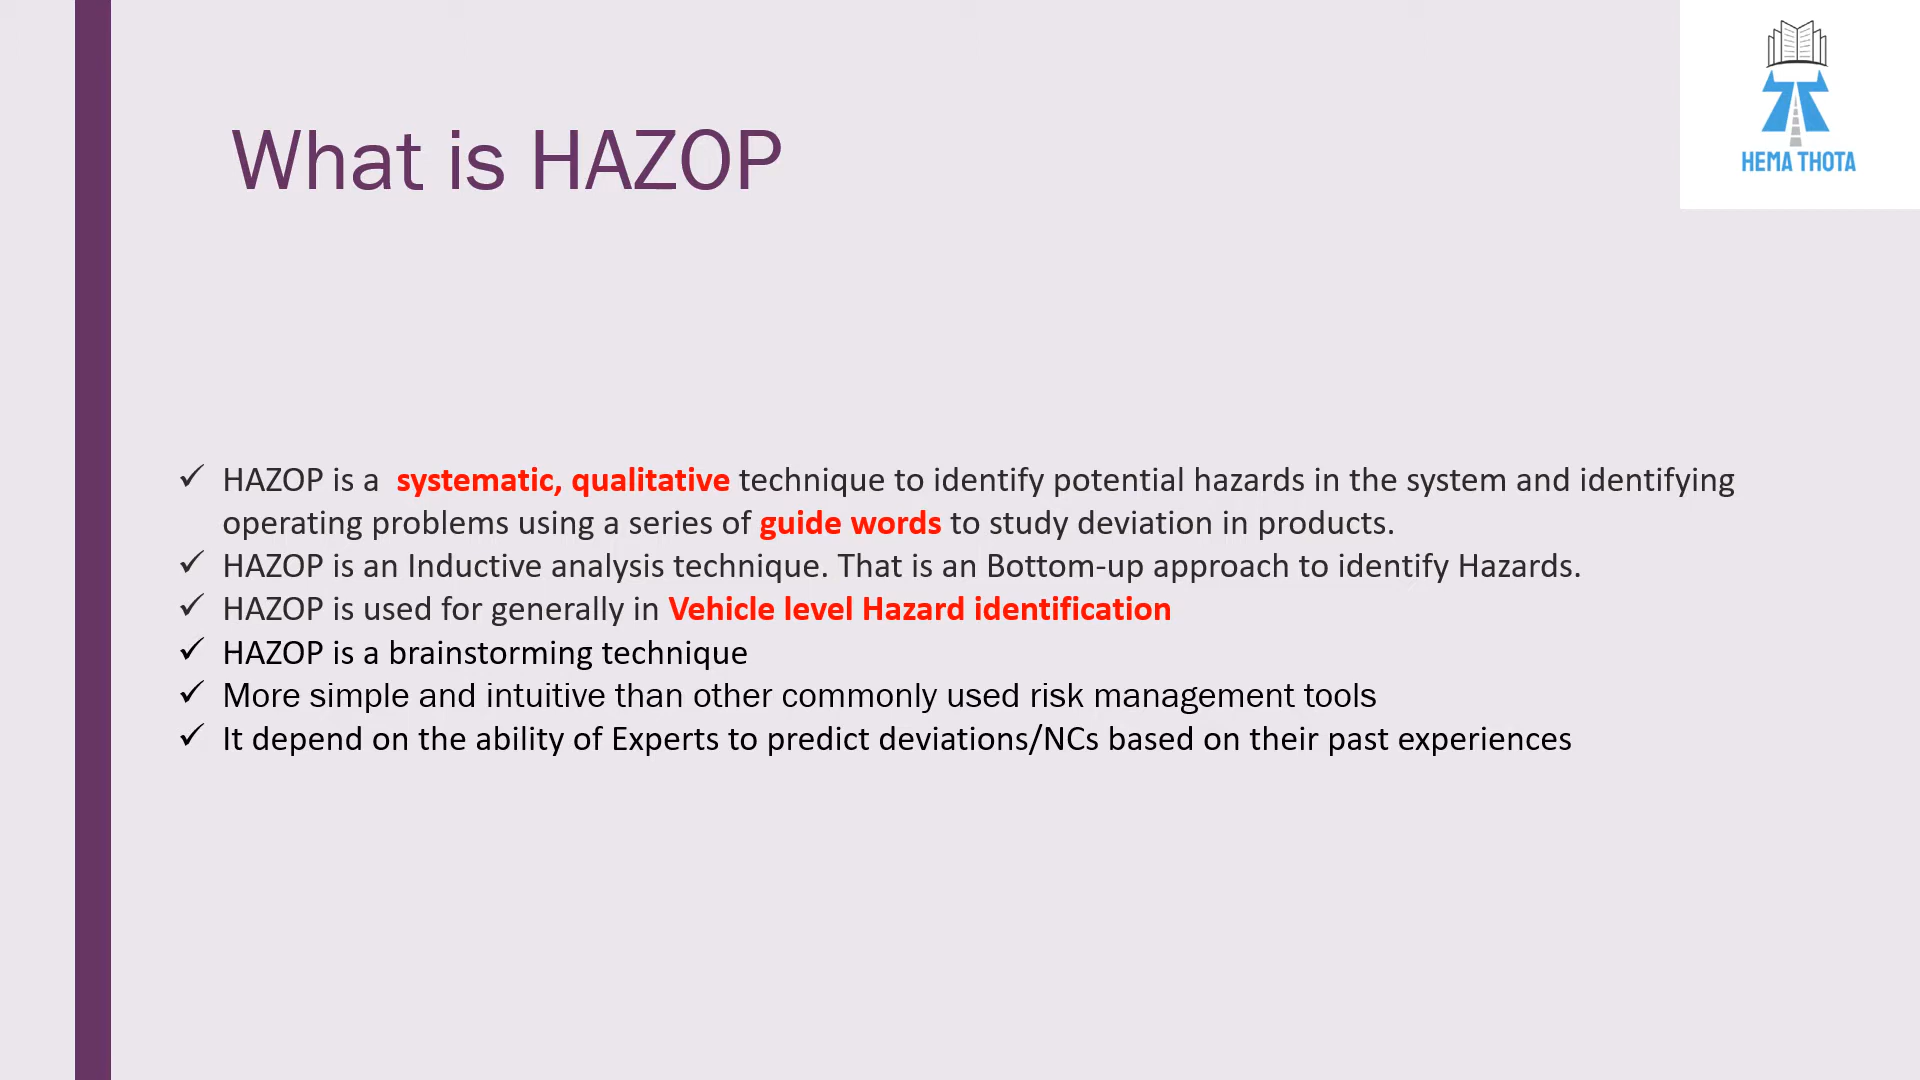 HEMA THOTA
What is HAZOP
✓ HAZOP is a systematic, qualitative technique to identify potential hazards in the system and identifying
operating problems using a series of guide words to study deviation in products.
✓ HAZOP is an Inductive analysis technique. That is an Bottom-up approach to identify Hazards.
✓ HAZOP is used for generally in Vehicle level Hazard identification
✓ HAZOP is a brainstorming technique
✓ More simple and intuitive than other commonly used risk management tools
✓ It depend on the ability of Experts to predict deviations/NCs based on their past experiences